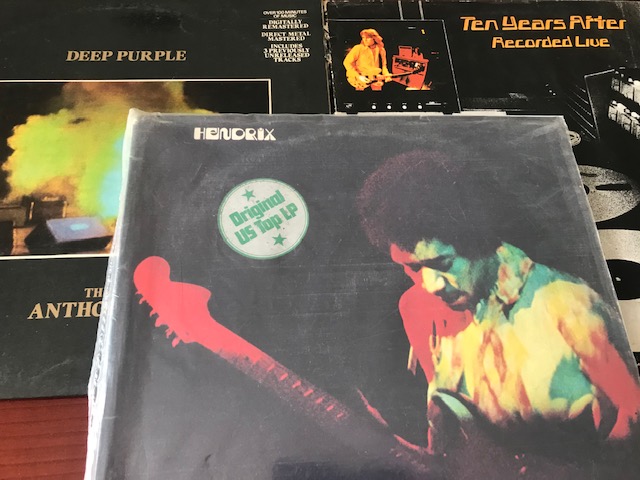 DEEP PURPLE
OVER 100 MINUTES
OF MUSIC
DIGITALLY
REMASTERED
DIRECT METAL
MASTERED
INCLUDES
3 PREVIOUSLY
UNRELEASED
TRACKS
TH
ANTHO
Ten Years After
Recorded Live
HENDRIX
Original
US Top LP